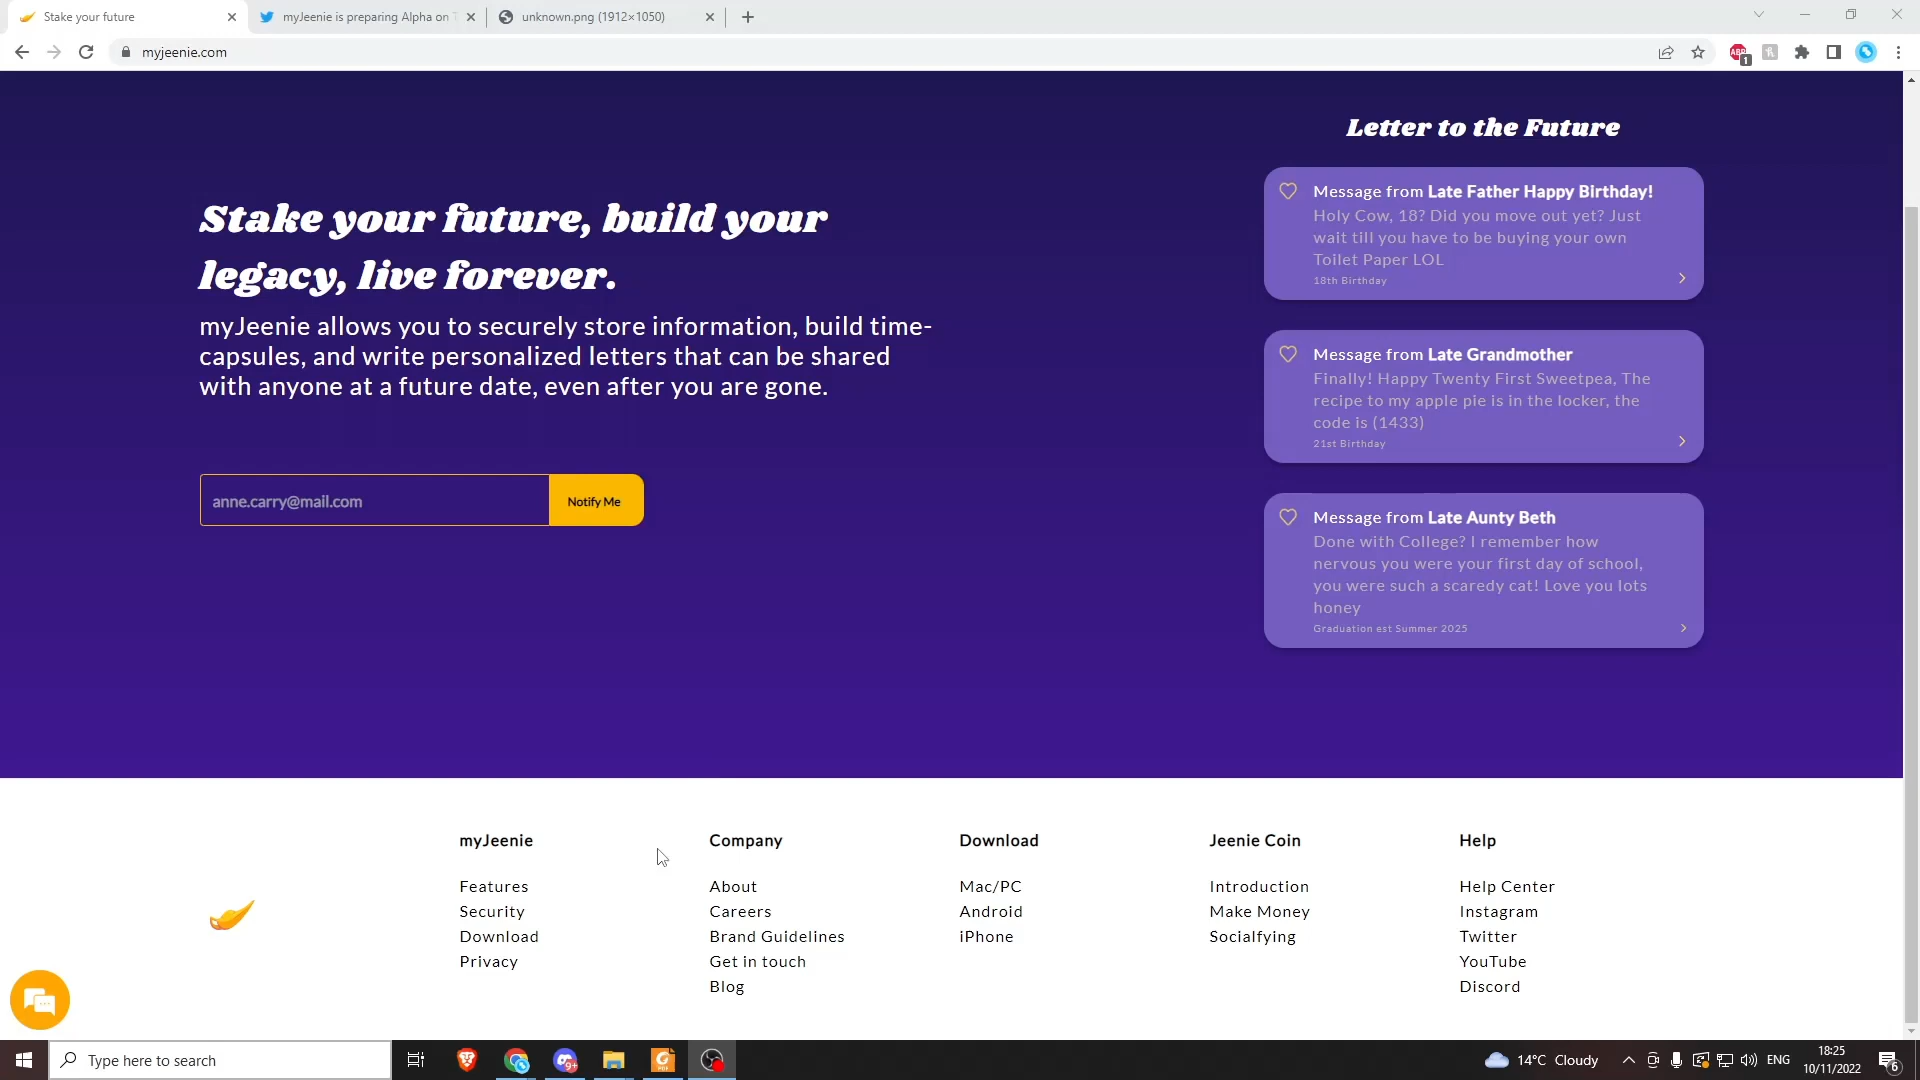 Stake your future
myJeenie is preparing Alpha on
unknown.png (1912×1050)
myjeenie.com
ABP
1
Letter to the Future
Message from Late Father Happy Birthday!
Holy Cow, 18? Did you move out yet? Just
wait till you have to be buying your own
Toilet Paper LOL
18th Birthday
Stake your future, build your
legacy, live forever.
myJeenie allows you to securely store information, build time-
capsules, and write personalized letters that can be shared
with anyone at a future date, even after you are gone.
Message from Late Grandmother
Finally! Happy Twenty First Sweetpea, The
recipe to my apple pie is in the locker, the
code is (1433)
21st Birthday
anne.carry@mail.com
Notify Me
Message from Late Aunty Beth
Done with College? I remember how
nervous you were your first day of school,
you were such a scaredy cat! Love you lots
honey
Graduation est Summer 2025
myJeenie
Features
Security
Download
Privacy
Company
About
Careers
Brand Guidelines
Get in touch
Blog
Download
Mac/PC
Android
iPhone
Jeenie Coin
Introduction
Make Money
Socialfying
Help
Help Center
Instagram
Twitter
YouTube
Discord
Type here to search
9+
PDF
14°C Cloudy
ENG
18:25
10/11/2022
6